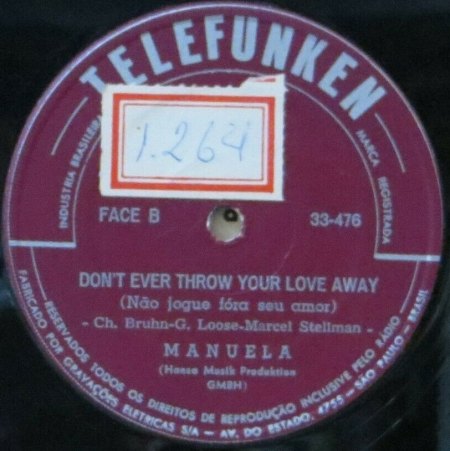 TELEFUNKEN
INDUSTRIA BRASILEIRA
MARCA REGISTRADA
1.264
FACE B
33-476
DON'T EVER THROW YOUR LOVE AWAY
(Não jogue fóra seu amor)
- Ch. Bruhn-G. Loose-Marcel Stellman -
MANUELA
(Hansa Musik Produktion
GMBH)
RESERVADOS TODOS OS DIREITOS DE REPRODUÇÃO INCLUSIVE PELO RÁDIO
FABRICADO POR GRAVAÇÕES ELETRICAS S/A - AV. DO ESTADO, 4755 - SÃO PAULO - BRASIL